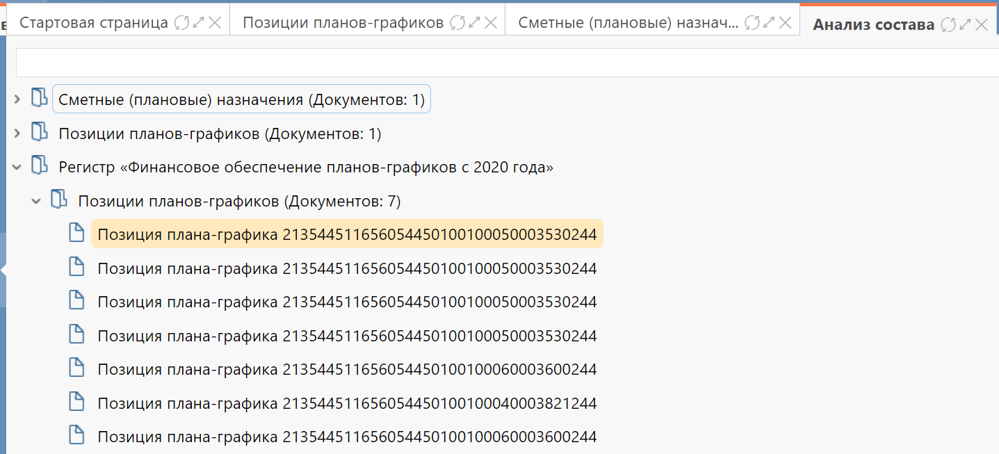 в Стартовая страница Позиции планов-графиков Сметные (плановые) назнач... Анализ состава
Сметные (плановые) назначения (Документов: 1)
Позиции планов-графиков (Документов: 1)
Регистр «Финансовое обеспечение планов-графиков с 2020 года»
Позиции планов-графиков (Документов: 7)
Позиция плана-графика 213544511656054450100100050003530244
Позиция плана-графика 213544511656054450100100050003530244
Позиция плана-графика 213544511656054450100100050003530244
Позиция плана-графика 213544511656054450100100050003530244
Позиция плана-графика 213544511656054450100100060003600244
Позиция плана-графика 213544511656054450100100040003821244
Позиция плана-графика 213544511656054450100100060003600244